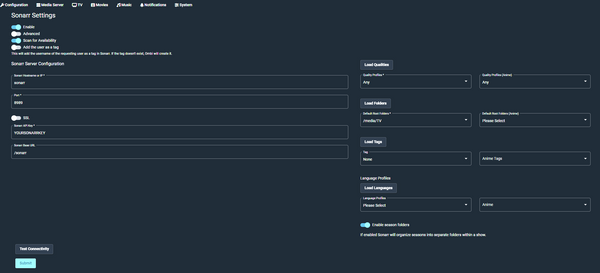 Configuration Media Server TV Movies Music Notifications System
Sonarr Settings
Enable
Advanced
Scan for Availability
Add the user as a tag
This will add the username of the requesting user as a tag in Sonarr. If the tag doesn't exist, Ombi will create it.
Sonarr Server Configuration
Sonarr Hostname or IP *
sonarr
Port *
8989
SSL
Sonarr API Key *
YOURSONARRKEY
Sonarr Base URL
/sonarr
Load Qualities
Quality Profiles *
Any
Quality Profiles (Anime)
Any
Load Folders
Default Root Folders *
/media/TV
Default Root Folders (Anime)
Please Select
Load Tags
Tag
None
Anime Tags
Language Profiles
Load Languages
Language Profiles
Please Select
Anime
Enable season folders
If enabled Sonarr will organize seasons into separate folders within a show.
Test Connectivity
Submit